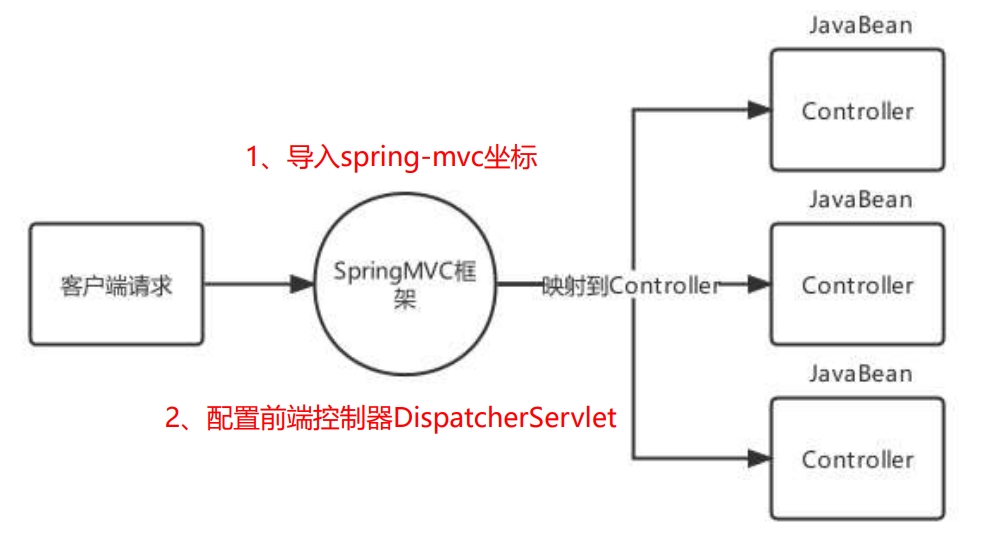 JavaBean
Controller
1、导入spring-mvc坐标
JavaBean
客户端请求
SpringMVC框
架
映射到Controller
Controller
JavaBean
2、配置前端控制器DispatcherServlet
Controller